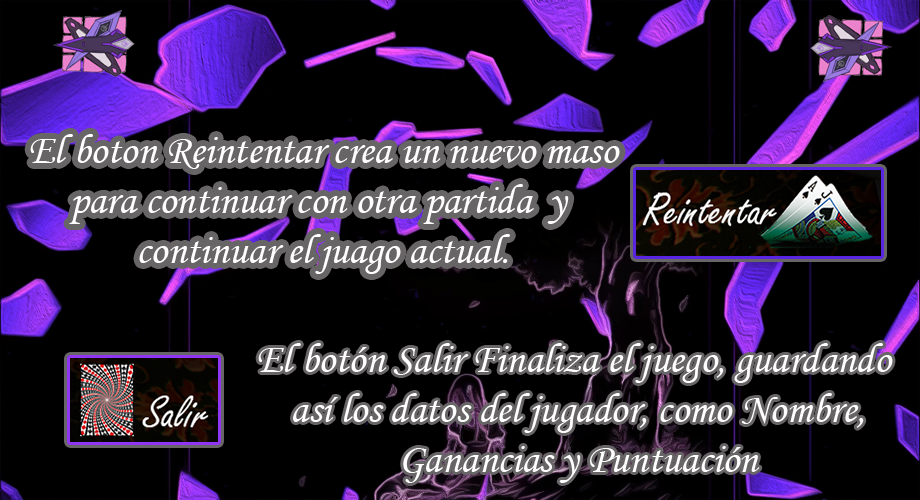 El boton Reintentar crea un nuevo maso
para continuar con otra partida y
continuar el juago actual.
Reintentar
El botón Salir Finaliza el juego, guardando
así los datos del jugador, como Nombre,
Ganancias y Puntuación
Salir